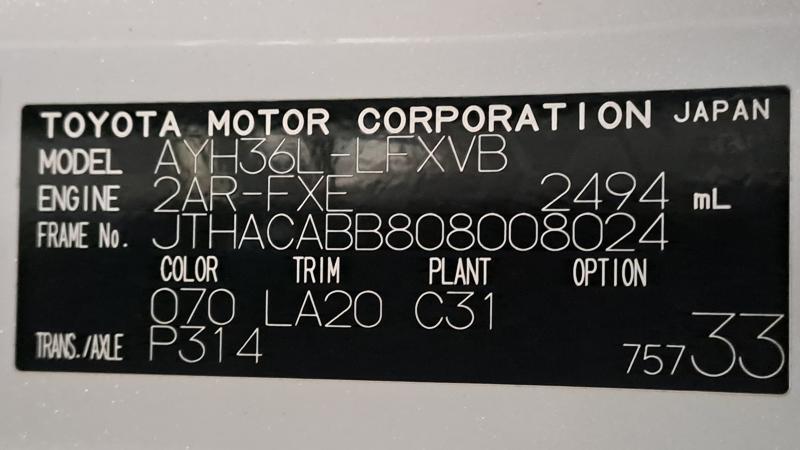 TOYOTA MOTOR CORPORATION JAPAN
MODEL AYH36L-LFXVB
ENGINE 2AR-FXE 2494 mL
FRAME No. JTHACABB808008024
COLOR TRIM PLANT OPTION
070 LA20 C31
TRANS./AXLE P314 75733